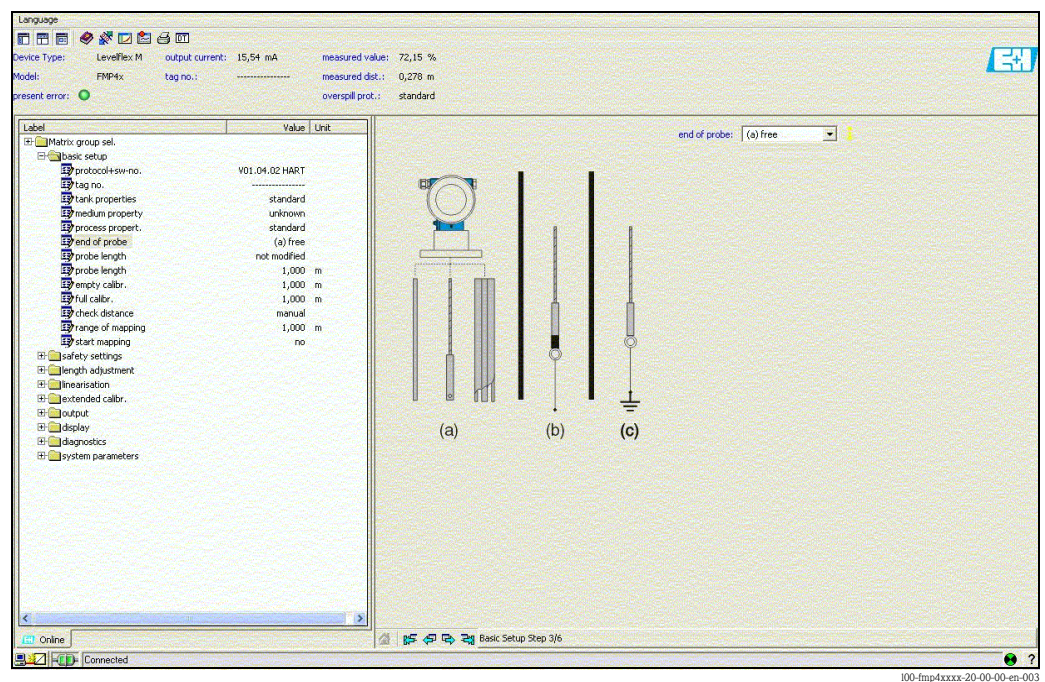 Language
DT
Device Type: Levelflex M output current: 15,54 mA measured value: 72,15 %
Model: FMP4x tag no.: ---------------- measured dist.: 0,278 m
present error: overspill prot.: standard
E+H
Label Value Unit
Matrix group sel.
basic setup
protocol+sw-no. V01.04.02 HART
tag no. ----------------
tank properties standard
medium property unknown
process propert. standard
end of probe (a) free
probe length not modified
probe length 1,000 m
empty calibr. 1,000 m
full calibr. 1,000 m
check distance manual
range of mapping 1,000 m
start mapping no
safety settings
length adjustment
linearisation
extended calibr.
output
display
diagnostics
system parameters
end of probe: (a) free
(a) (b) (c)
Online
Basic Setup Step 3/6
Connected
?
l00-fmp4xxxx-20-00-00-en-003